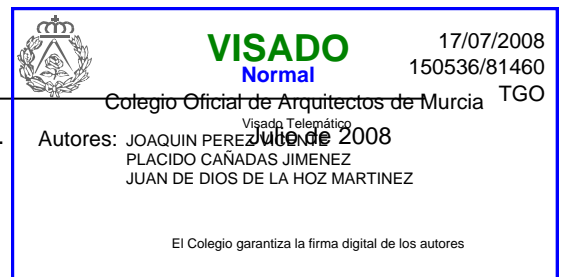 VISADO
Normal
17/07/2008
150536/81460
TGO
Colegio Oficial de Arquitectos de Murcia
Visado Telemático
Julio de 2008
Autores: JOAQUIN PEREZ VICENTE
PLACIDO CAÑADAS JIMENEZ
JUAN DE DIOS DE LA HOZ MARTINEZ
El Colegio garantiza la firma digital de los autores